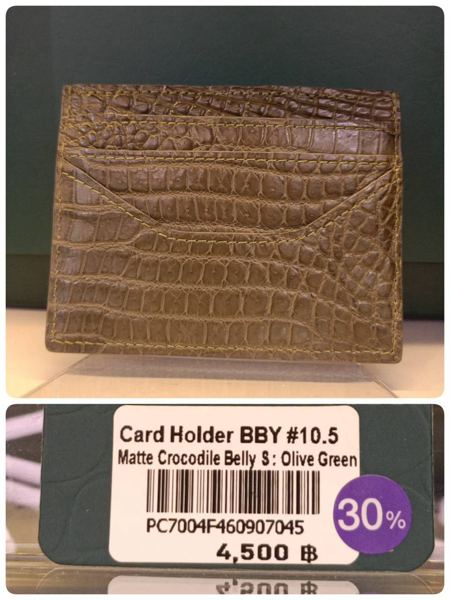 Card Holder BBY #10.5
Matte Crocodile Belly S : Olive Green
PC7004F460907045
30%
4,500 ฿